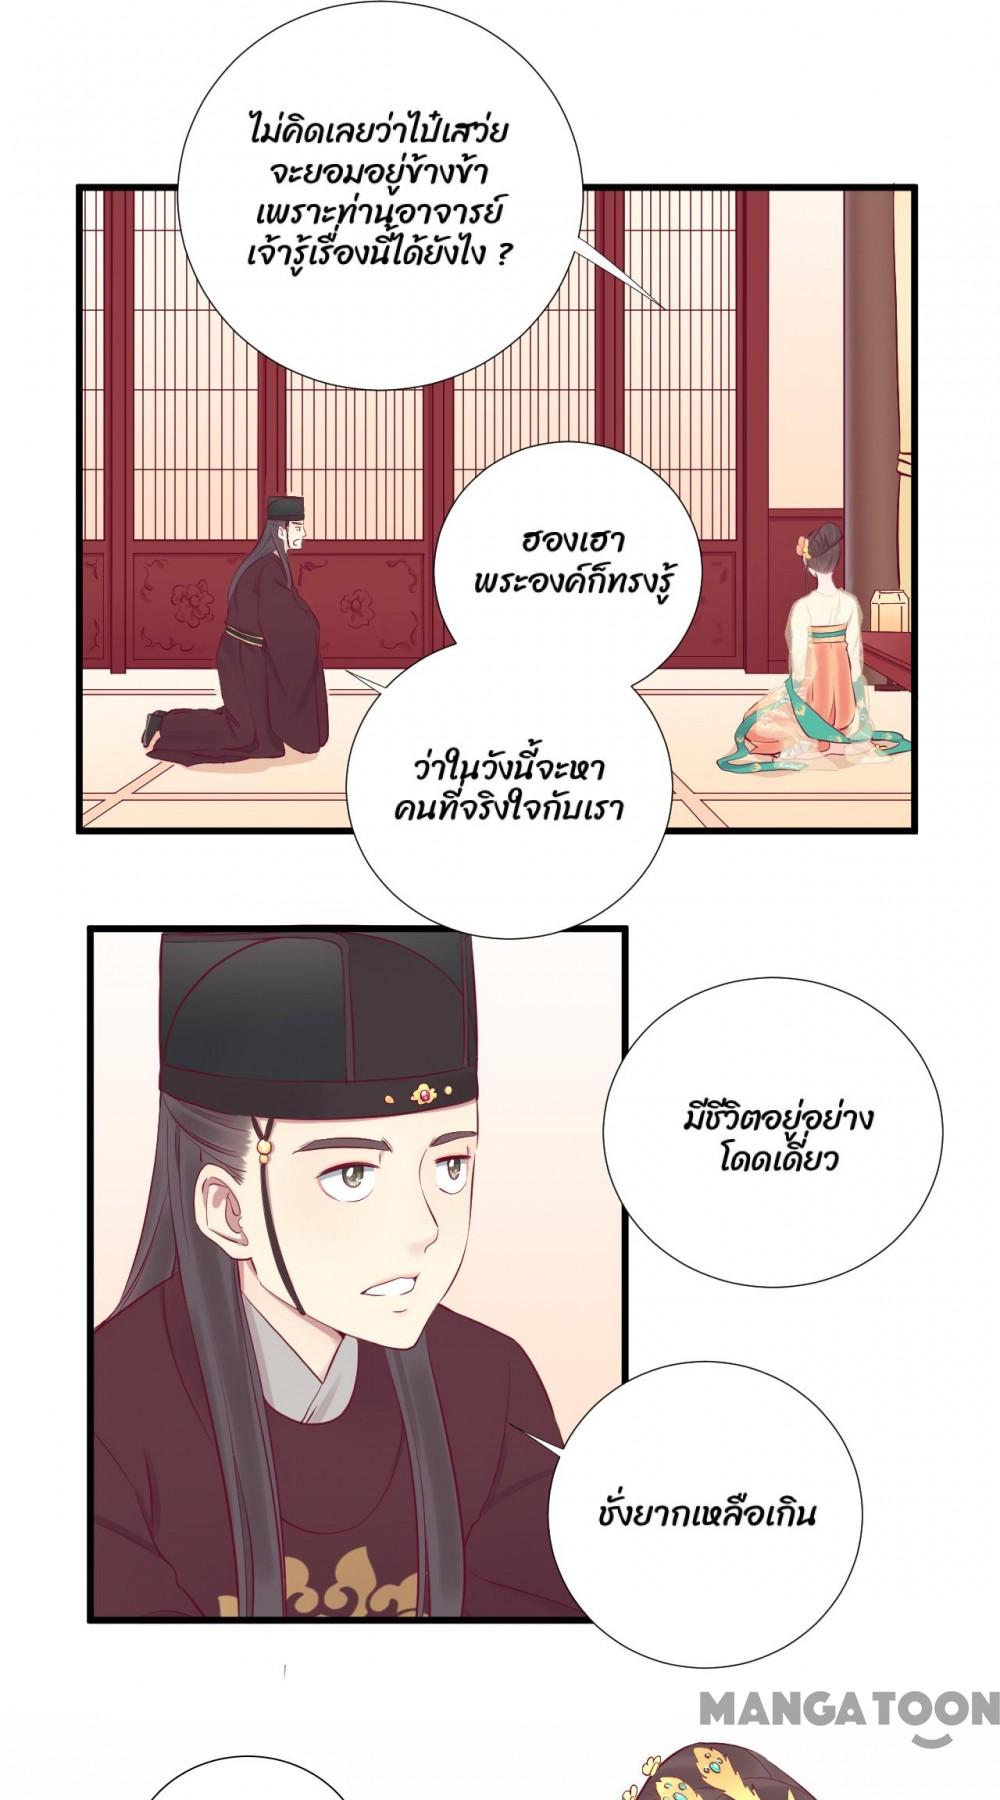 ไม่คิดเลยว่าไป๋เสว่ย
จะยอมอยู่ข้างข้า
เพราะท่านอาจารย์
เจ้ารู้เรื่องนี้ได้ยังไง ?
ฮองเฮา
พระองค์ก็ทรงรู้
ว่าในวังนี้จะหา
คนที่จริงใจกับเรา
มีชีวิตอยู่อย่าง
โดดเดี่ยว
ชั่งยากเหลือเกิน
MANGATOON